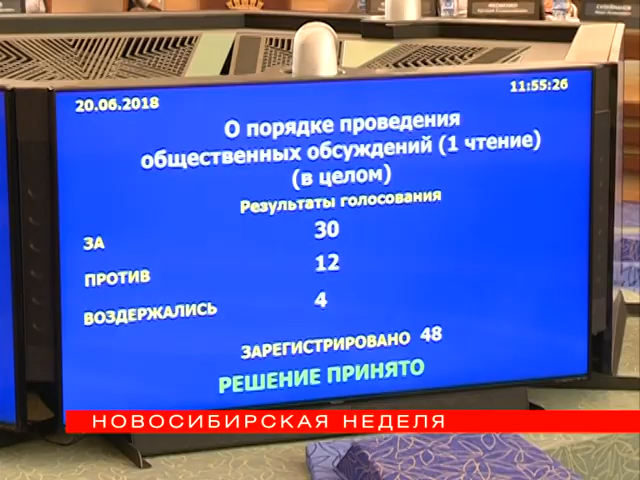 20.06.2018
11:55:26
О порядке проведения
общественных обсуждений (1 чтение)
(в целом)
Результаты голосования
ЗА 30
ПРОТИВ 12
ВОЗДЕРЖАЛИСЬ 4
ЗАРЕГИСТРИРОВАНО 48
РЕШЕНИЕ ПРИНЯТО
НОВОСИБИРСКАЯ НЕДЕЛЯ